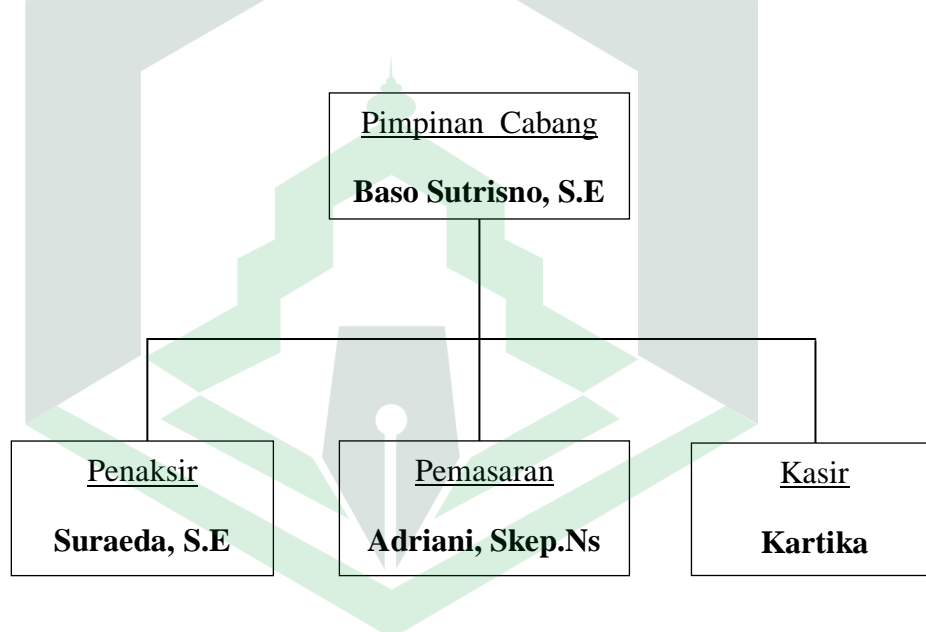 Pimpinan Cabang
Baso Sutrisno, S.E
Penaksir
Suraeda, S.E
Pemasaran
Adriani, Skep.Ns
Kasir
Kartika